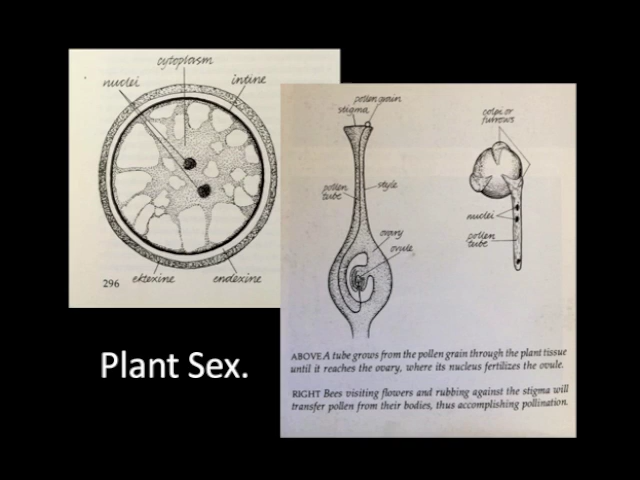 cytoplasm
nuclei
intine
ektexine
endexine
296
pollen grain
stigma
pollen
tube
style
ovary
ovule
colpi or
furrows
nuclei
pollen
tube
ABOVE A tube grows from the pollen grain through the plant tissue
until it reaches the ovary, where its nucleus fertilizes the ovule.
RIGHT Bees visiting flowers and rubbing against the stigma will
transfer pollen from their bodies, thus accomplishing pollination.
Plant Sex.